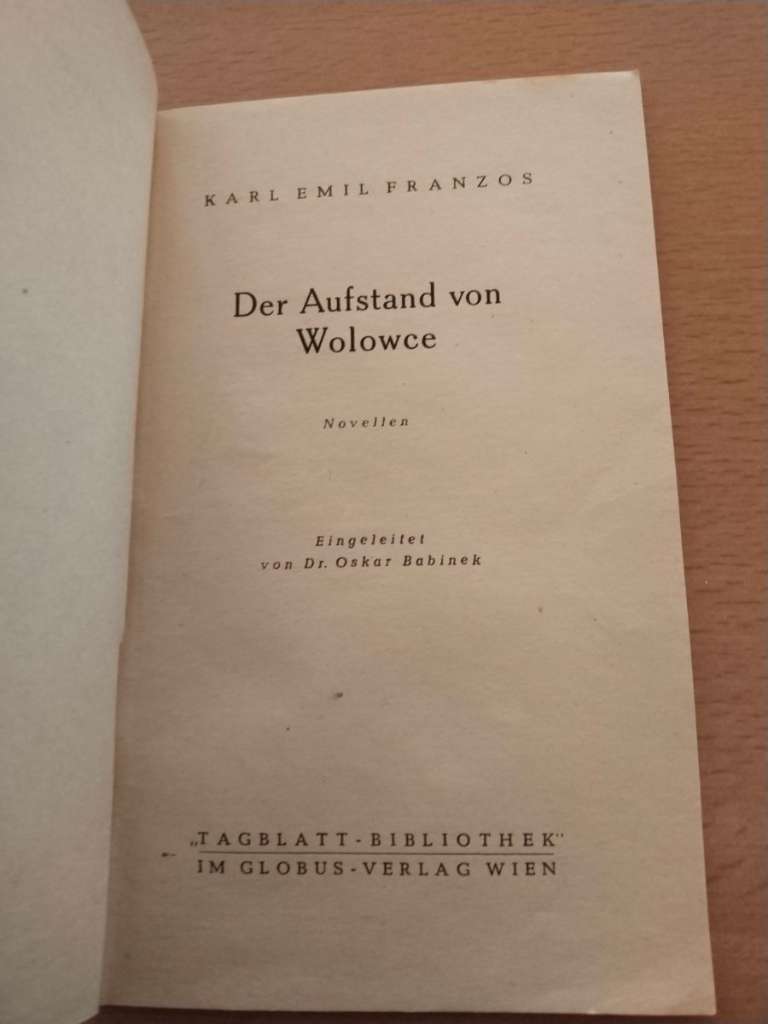 KARL EMIL FRANZOS
Der Aufstand von
Wolowce
Novellen
Eingeleitet
von Dr. Oskar Babinek
„TAGBLATT-BIBLIOTHEK“
IM GLOBUS-VERLAG WIEN